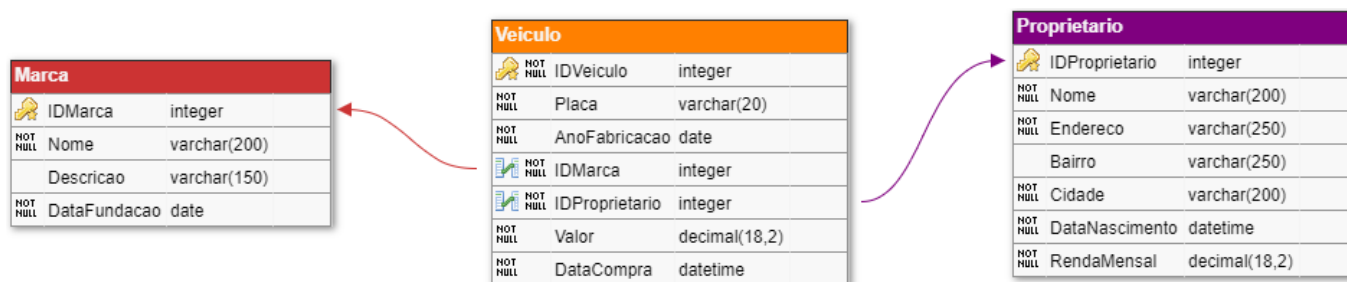 Marca
IDMarca integer
NOT NULL Nome varchar(200)
Descricao varchar(150)
NOT NULL DataFundacao date
Veiculo
NOT NULL IDVeiculo integer
NOT NULL Placa varchar(20)
NOT NULL AnoFabricacao date
NOT NULL IDMarca integer
NOT NULL IDProprietario integer
NOT NULL Valor decimal(18,2)
NOT NULL DataCompra datetime
Proprietario
IDProprietario integer
NOT NULL Nome varchar(200)
NOT NULL Endereco varchar(250)
Bairro varchar(250)
NOT NULL Cidade varchar(200)
NOT NULL DataNascimento datetime
NOT NULL RendaMensal decimal(18,2)